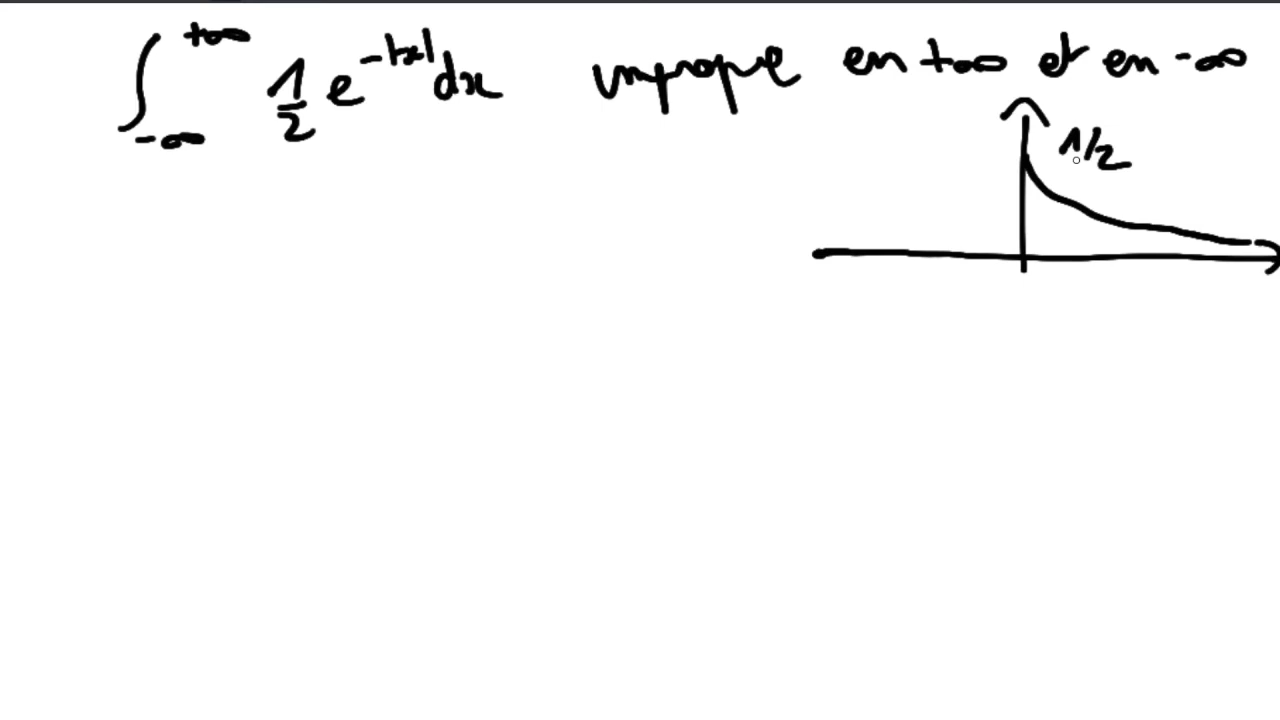 ∫_{-∞}^{+∞} 1/2 e^{-|x|} dx impropre en +∞ et en -∞
1/2